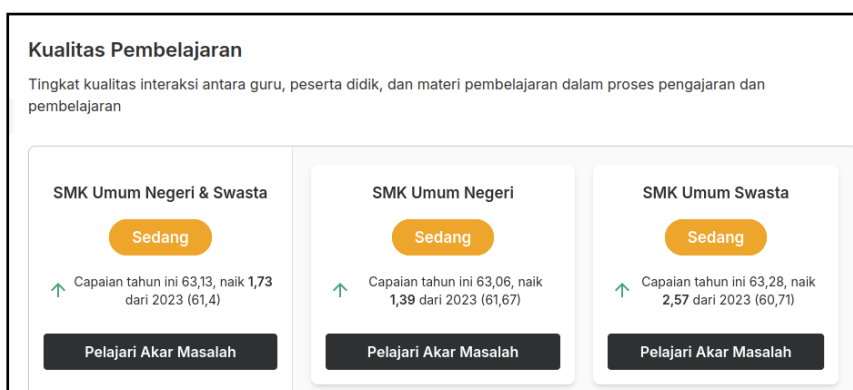 Kualitas Pembelajaran
Tingkat kualitas interaksi antara guru, peserta didik, dan materi pembelajaran dalam proses pengajaran dan
pembelajaran
SMK Umum Negeri & Swasta
Sedang
Capaian tahun ini 63,13, naik 1,73
dari 2023 (61,4)
Pelajari Akar Masalah
SMK Umum Negeri
Sedang
Capaian tahun ini 63,06, naik
1,39 dari 2023 (61,67)
Pelajari Akar Masalah
SMK Umum Swasta
Sedang
Capaian tahun ini 63,28, naik
2,57 dari 2023 (60,71)
Pelajari Akar Masalah